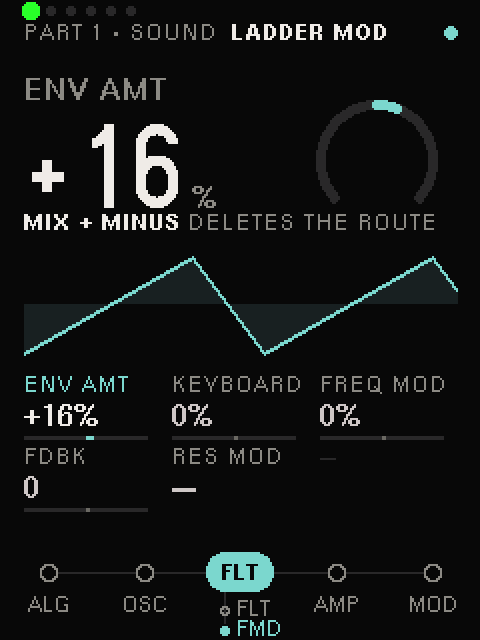 PART 1 · SOUND LADDER MOD
ENV AMT
+16 %
MIX + MINUS DELETES THE ROUTE
ENV AMT KEYBOARD FREQ MOD
+16% 0% 0%
FDBK RES MOD —
0 —
FLT
ALG OSC FLT AMP MOD
FMD